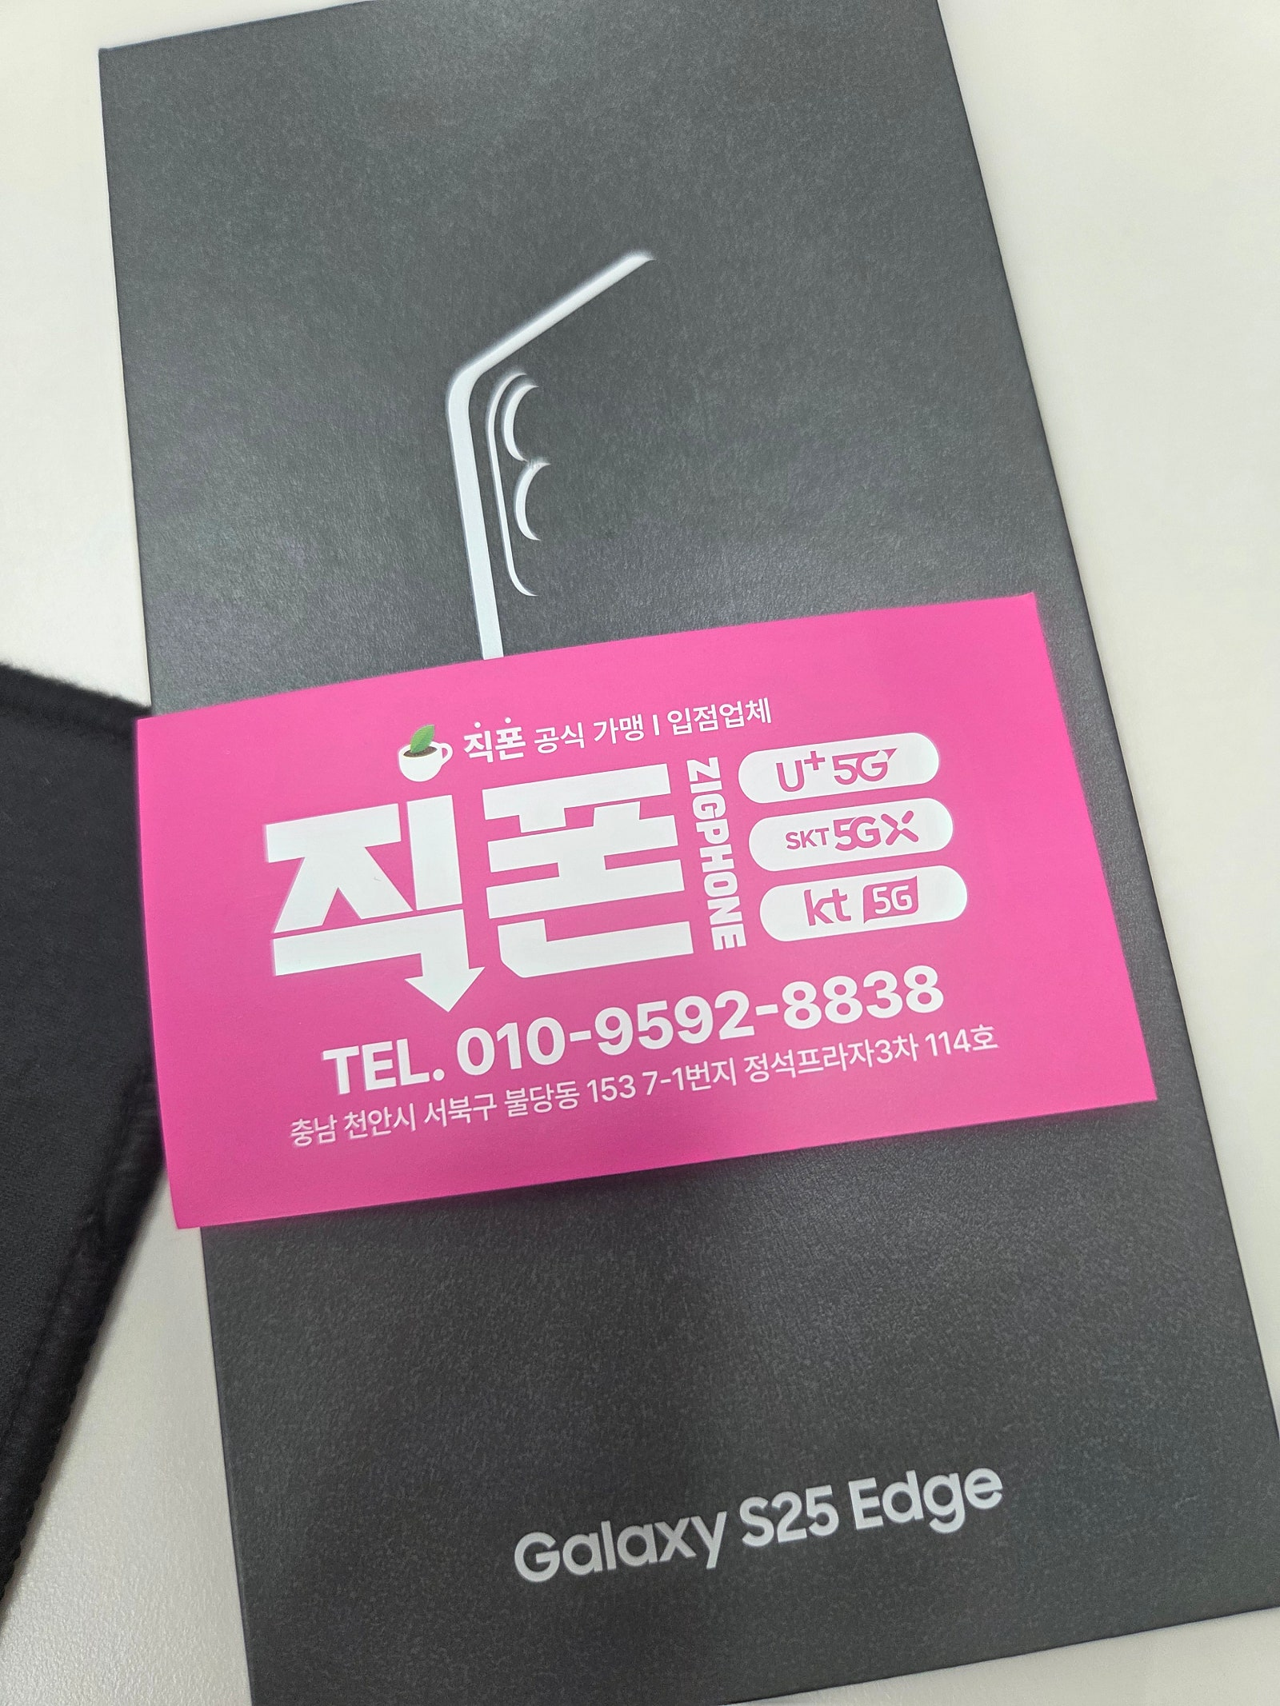 직폰 공식 가맹 I 입점업체
직폰
ZIGPHONE
U+5G
SKT5GX
kt 5G
TEL. 010-9592-8838
충남 천안시 서북구 불당동 153 7-1번지 정석프라자3차 114호
Galaxy S25 Edge